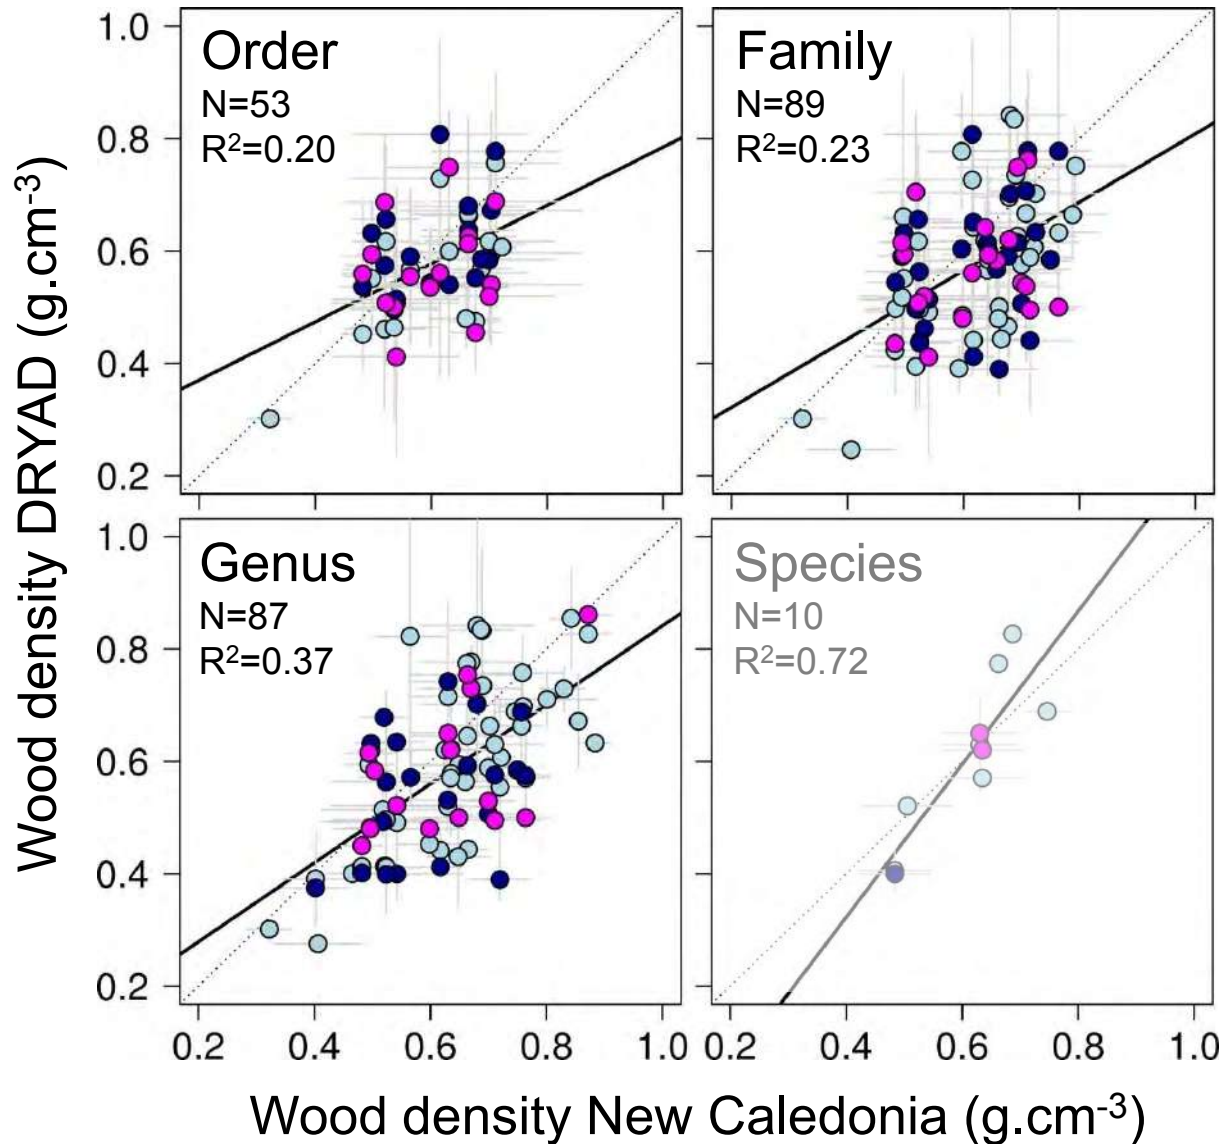 Wood density DRYAD (g.cm-3)
1.0
0.8
0.6
0.4
0.2
Order
N=53
R2=0.20
Family
N=89
R2=0.23
1.0
0.8
0.6
0.4
0.2
Genus
N=87
R2=0.37
Species
N=10
R2=0.72
0.2 0.4 0.6 0.8 1.0 0.2 0.4 0.6 0.8 1.0
Wood density New Caledonia (g.cm-3)